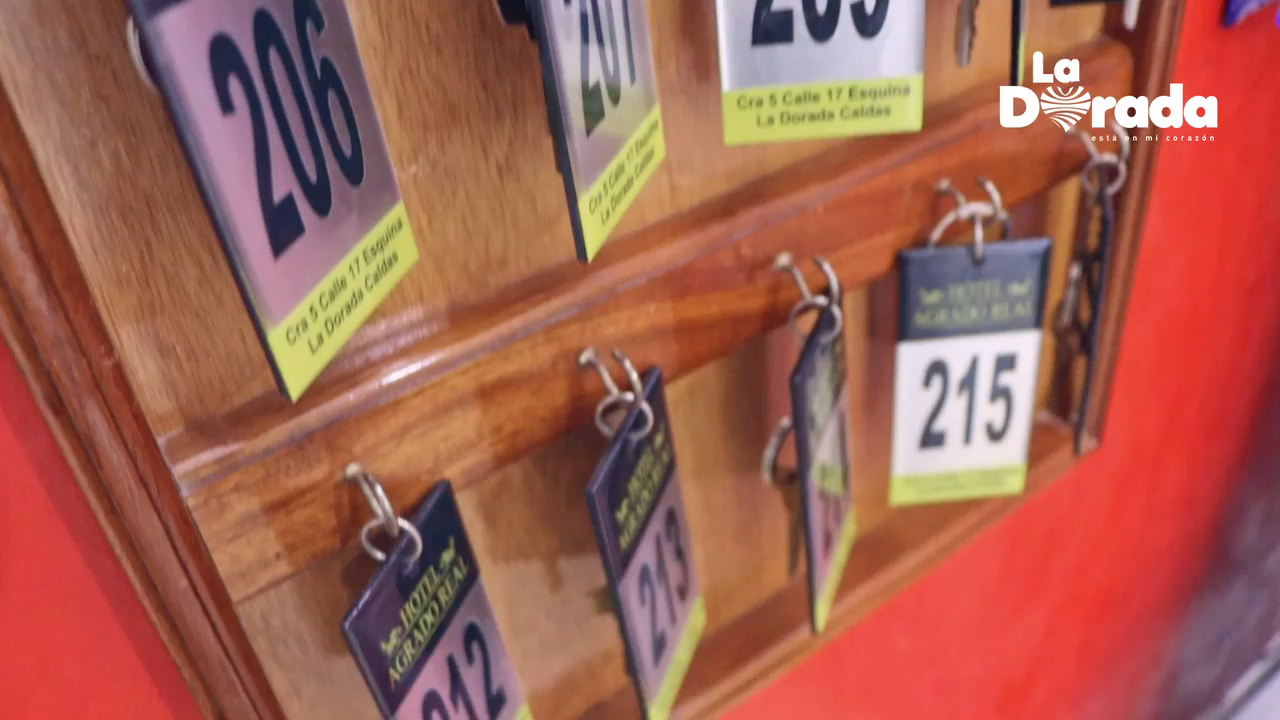 206
Cra 5 Calle 17 Esquina
La Dorada Caldas
207
Cra 5 Calle 17 Esquina
La Dorada Caldas
Cra 5 Calle 17 Esquina
La Dorada Caldas
La
Dorada
está en mi corazón
HOTEL
AGRADO REAL
212
HOTEL
AGRADO REAL
213
HOTEL
AGRADO REAL
215